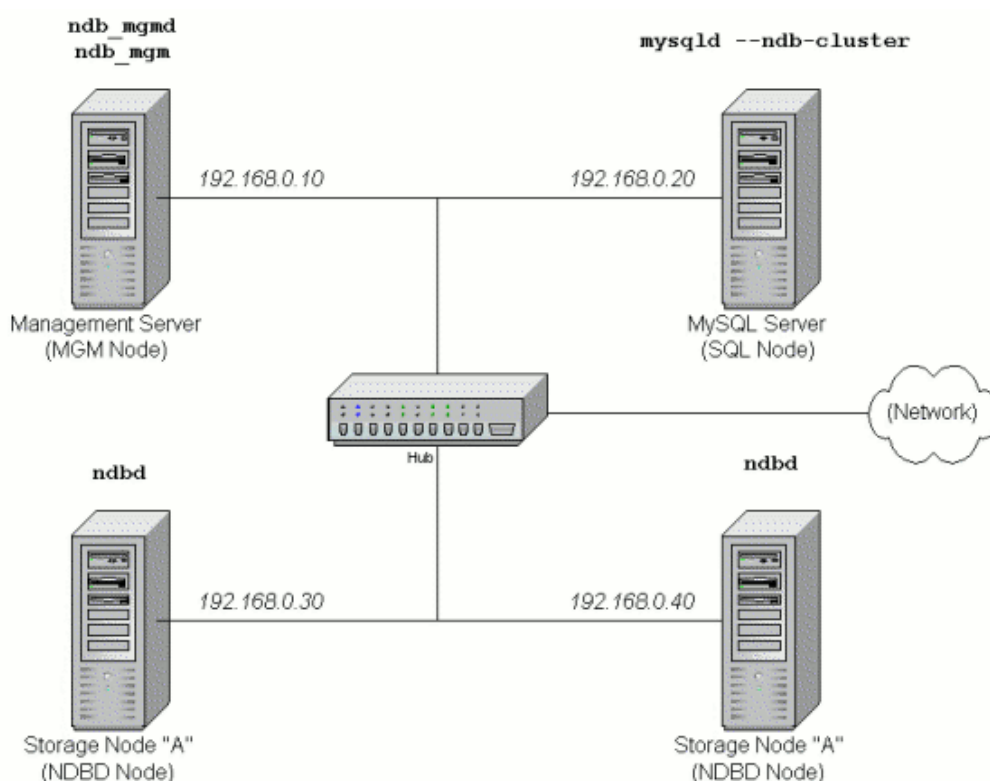 ndb_mgmd
ndb_mgm
mysqld --ndb-cluster
192.168.0.10
192.168.0.20
Management Server
(MGM Node)
MySQL Server
(SQL Node)
(Network)
Hub
ndbd
ndbd
192.168.0.30
192.168.0.40
Storage Node "A"
(NDBD Node)
Storage Node "A"
(NDBD Node)